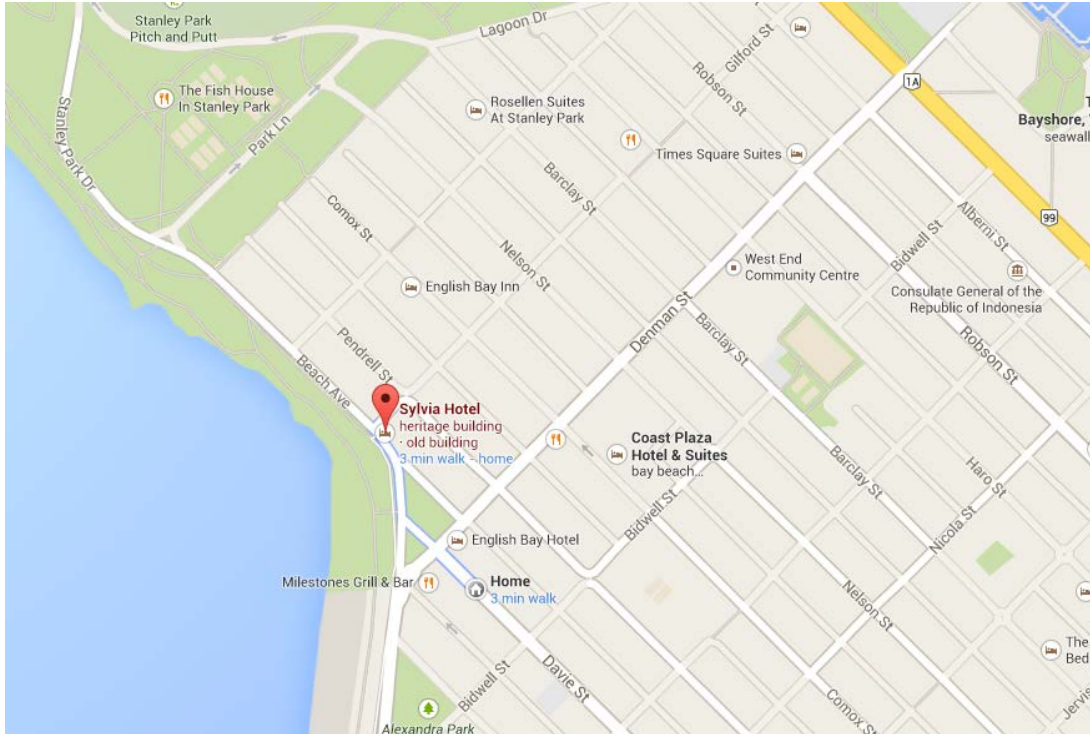 Stanley Park
Pitch and Putt
Lagoon Dr
Gilford St
Robson St
1A
The Fish House
In Stanley Park
Rosellen Suites
At Stanley Park
Bayshore,
seawall
Stanley Park Dr
Park Ln
Times Square Suites
Barclay St
Comox St
Nelson St
Bidwell St
Alberni St
99
West End
Community Centre
Consulate General of the
Republic of Indonesia
English Bay Inn
Denman St
Barclay St
Robson St
Pendrell St
Beach Ave
Sylvia Hotel
heritage building
· old building
3 min walk - home
Coast Plaza
Hotel & Suites
bay beach...
Barclay St
Haro St
Bidwell St
Nicola St
English Bay Hotel
Milestones Grill & Bar
Home
3 min walk
Nelson St
The
Bed
Bidwell St
Davie St
Comox St
Jervis
Alexandra Park